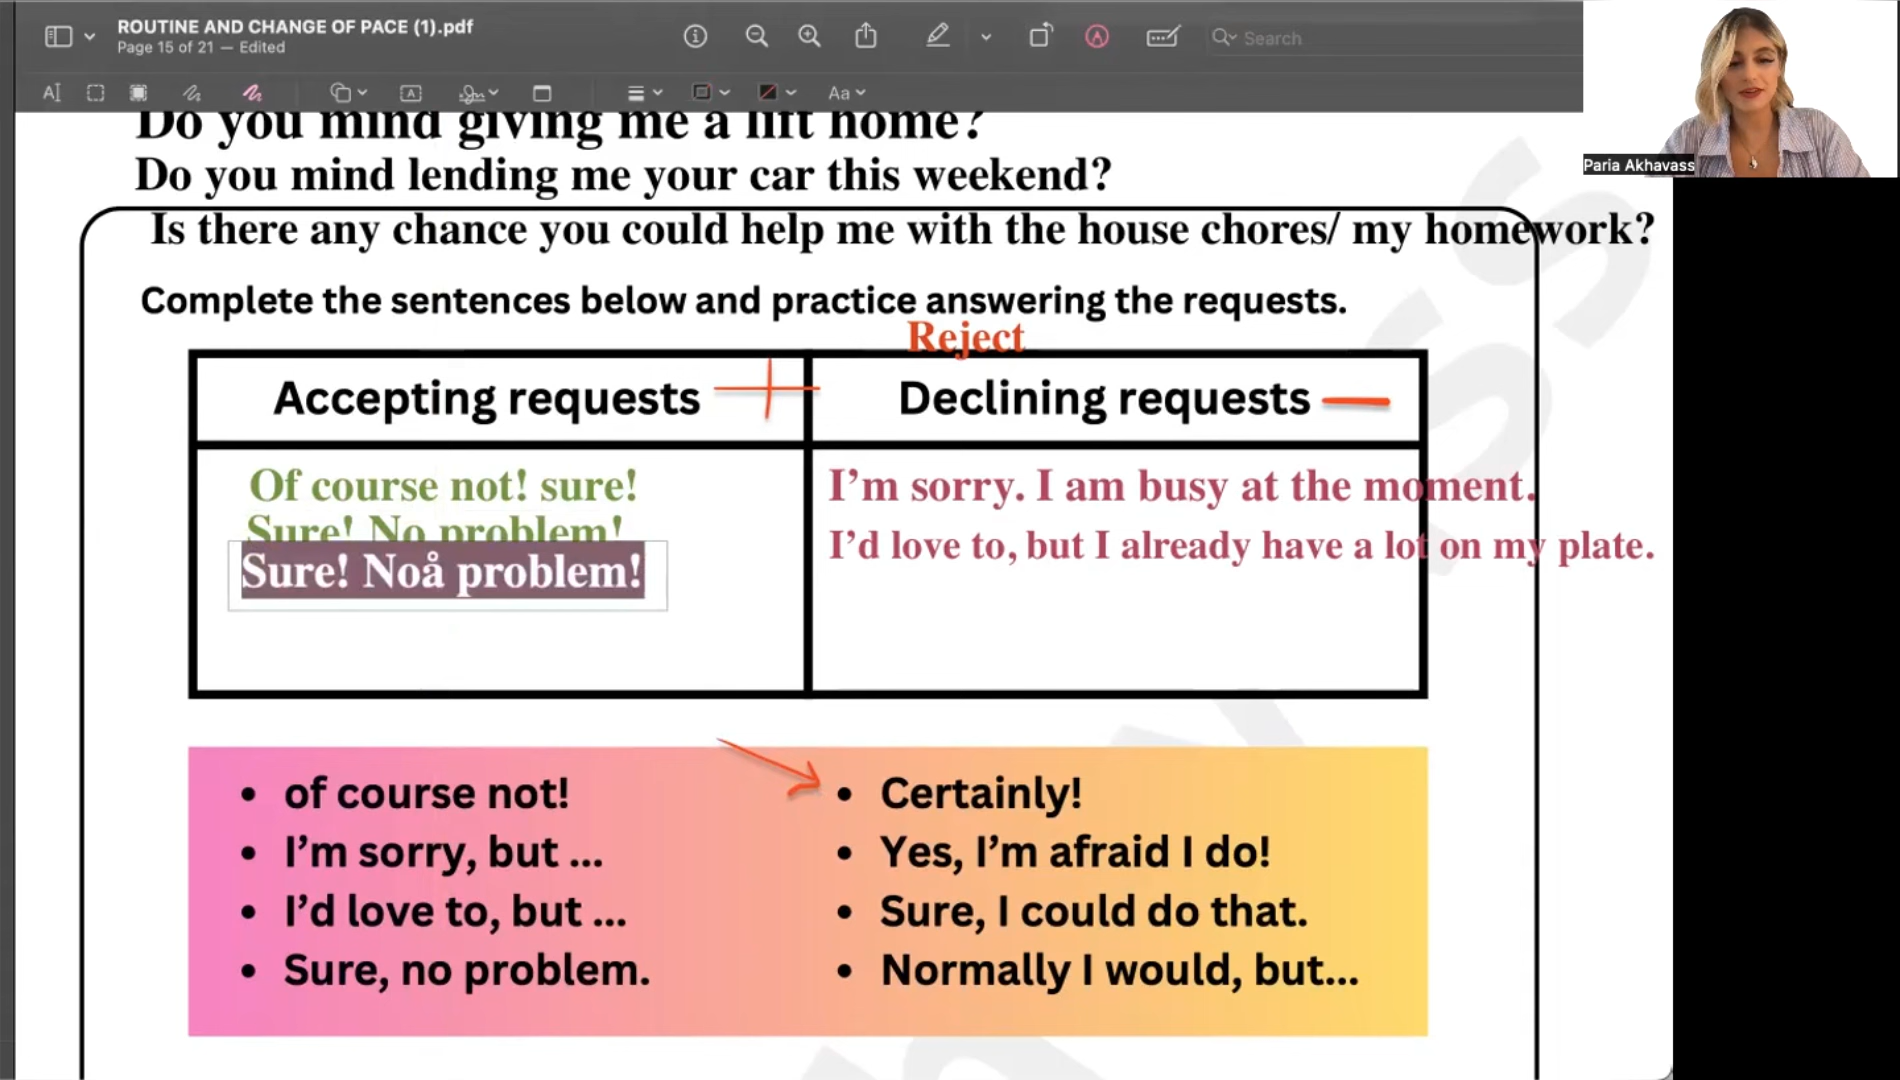 ROUTINE AND CHANGE OF PACE (1).pdf
Page 15 of 21 — Edited
Search
Paria Akhavass
Do you mind giving me a lift home?
Do you mind lending me your car this weekend?
Is there any chance you could help me with the house chores/ my homework?
Complete the sentences below and practice answering the requests.
Reject
Accepting requests
Declining requests
Of course not! sure!
Sure! No problem!
Sure! Noå problem!
I'm sorry. I am busy at the moment.
I'd love to, but I already have a lot on my plate.
• of course not!
• I'm sorry, but ...
• I'd love to, but ...
• Sure, no problem.
• Certainly!
• Yes, I'm afraid I do!
• Sure, I could do that.
• Normally I would, but...